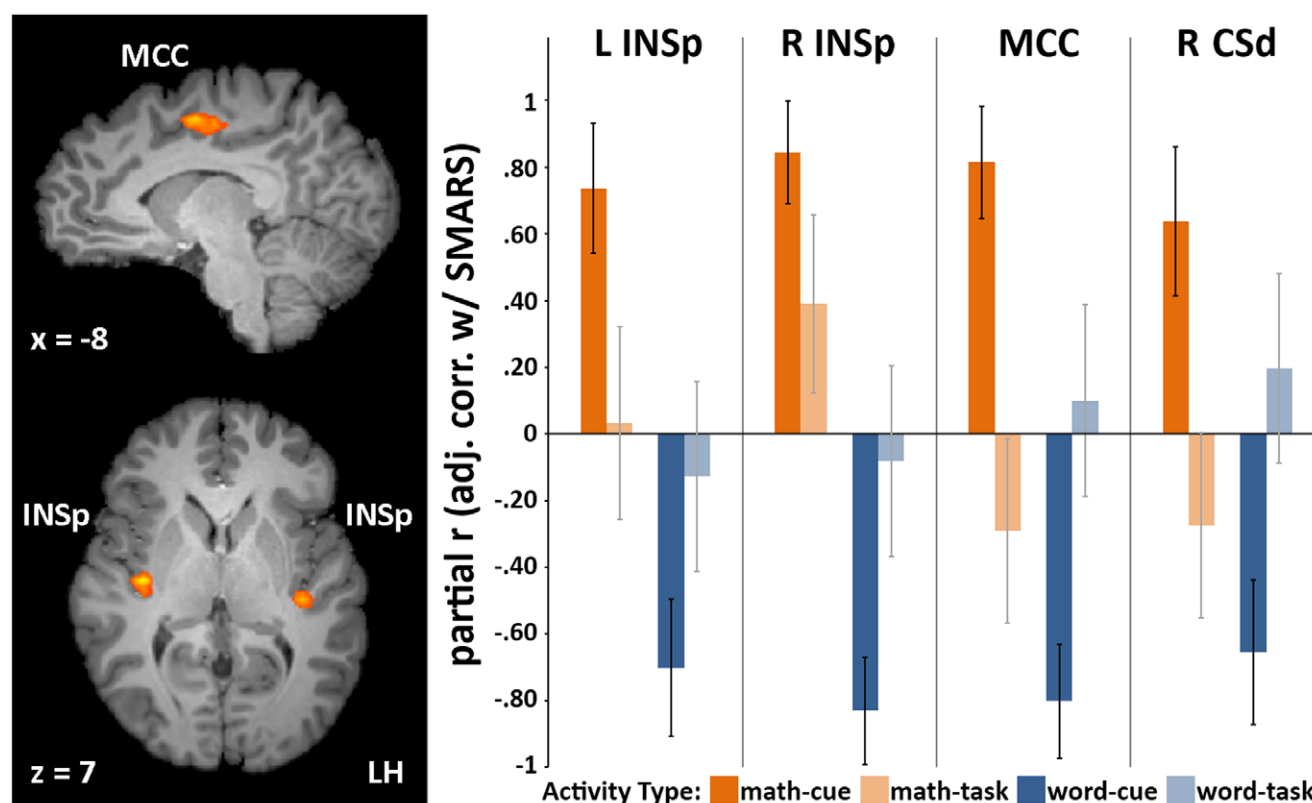 MCC
x = -8
INSp
INSp
z = 7
LH
L INSp
R INSp
MCC
R CSd
partial r (adj. corr. w/ SMARS)
1
.80
.60
.40
.20
0
-.20
-.40
-.60
-.80
-1
Activity Type: math-cue math-task word-cue word-task